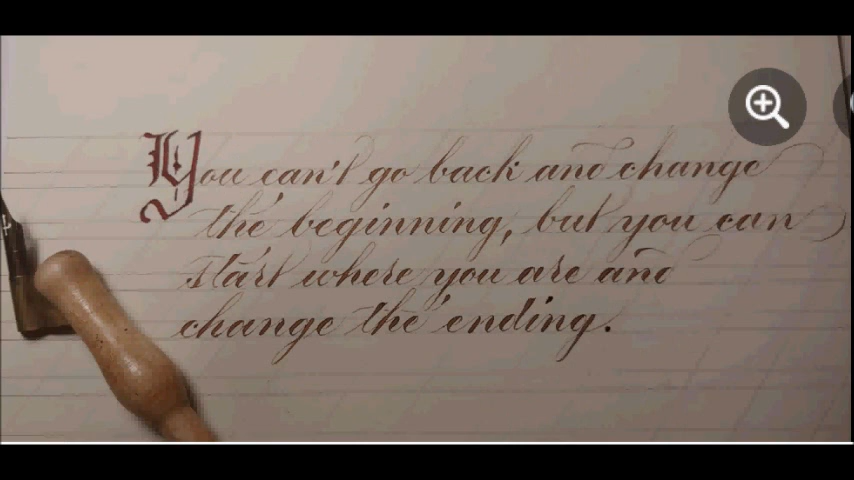 You can't go back and change
the beginning, but you can
start where you are and
change the ending.